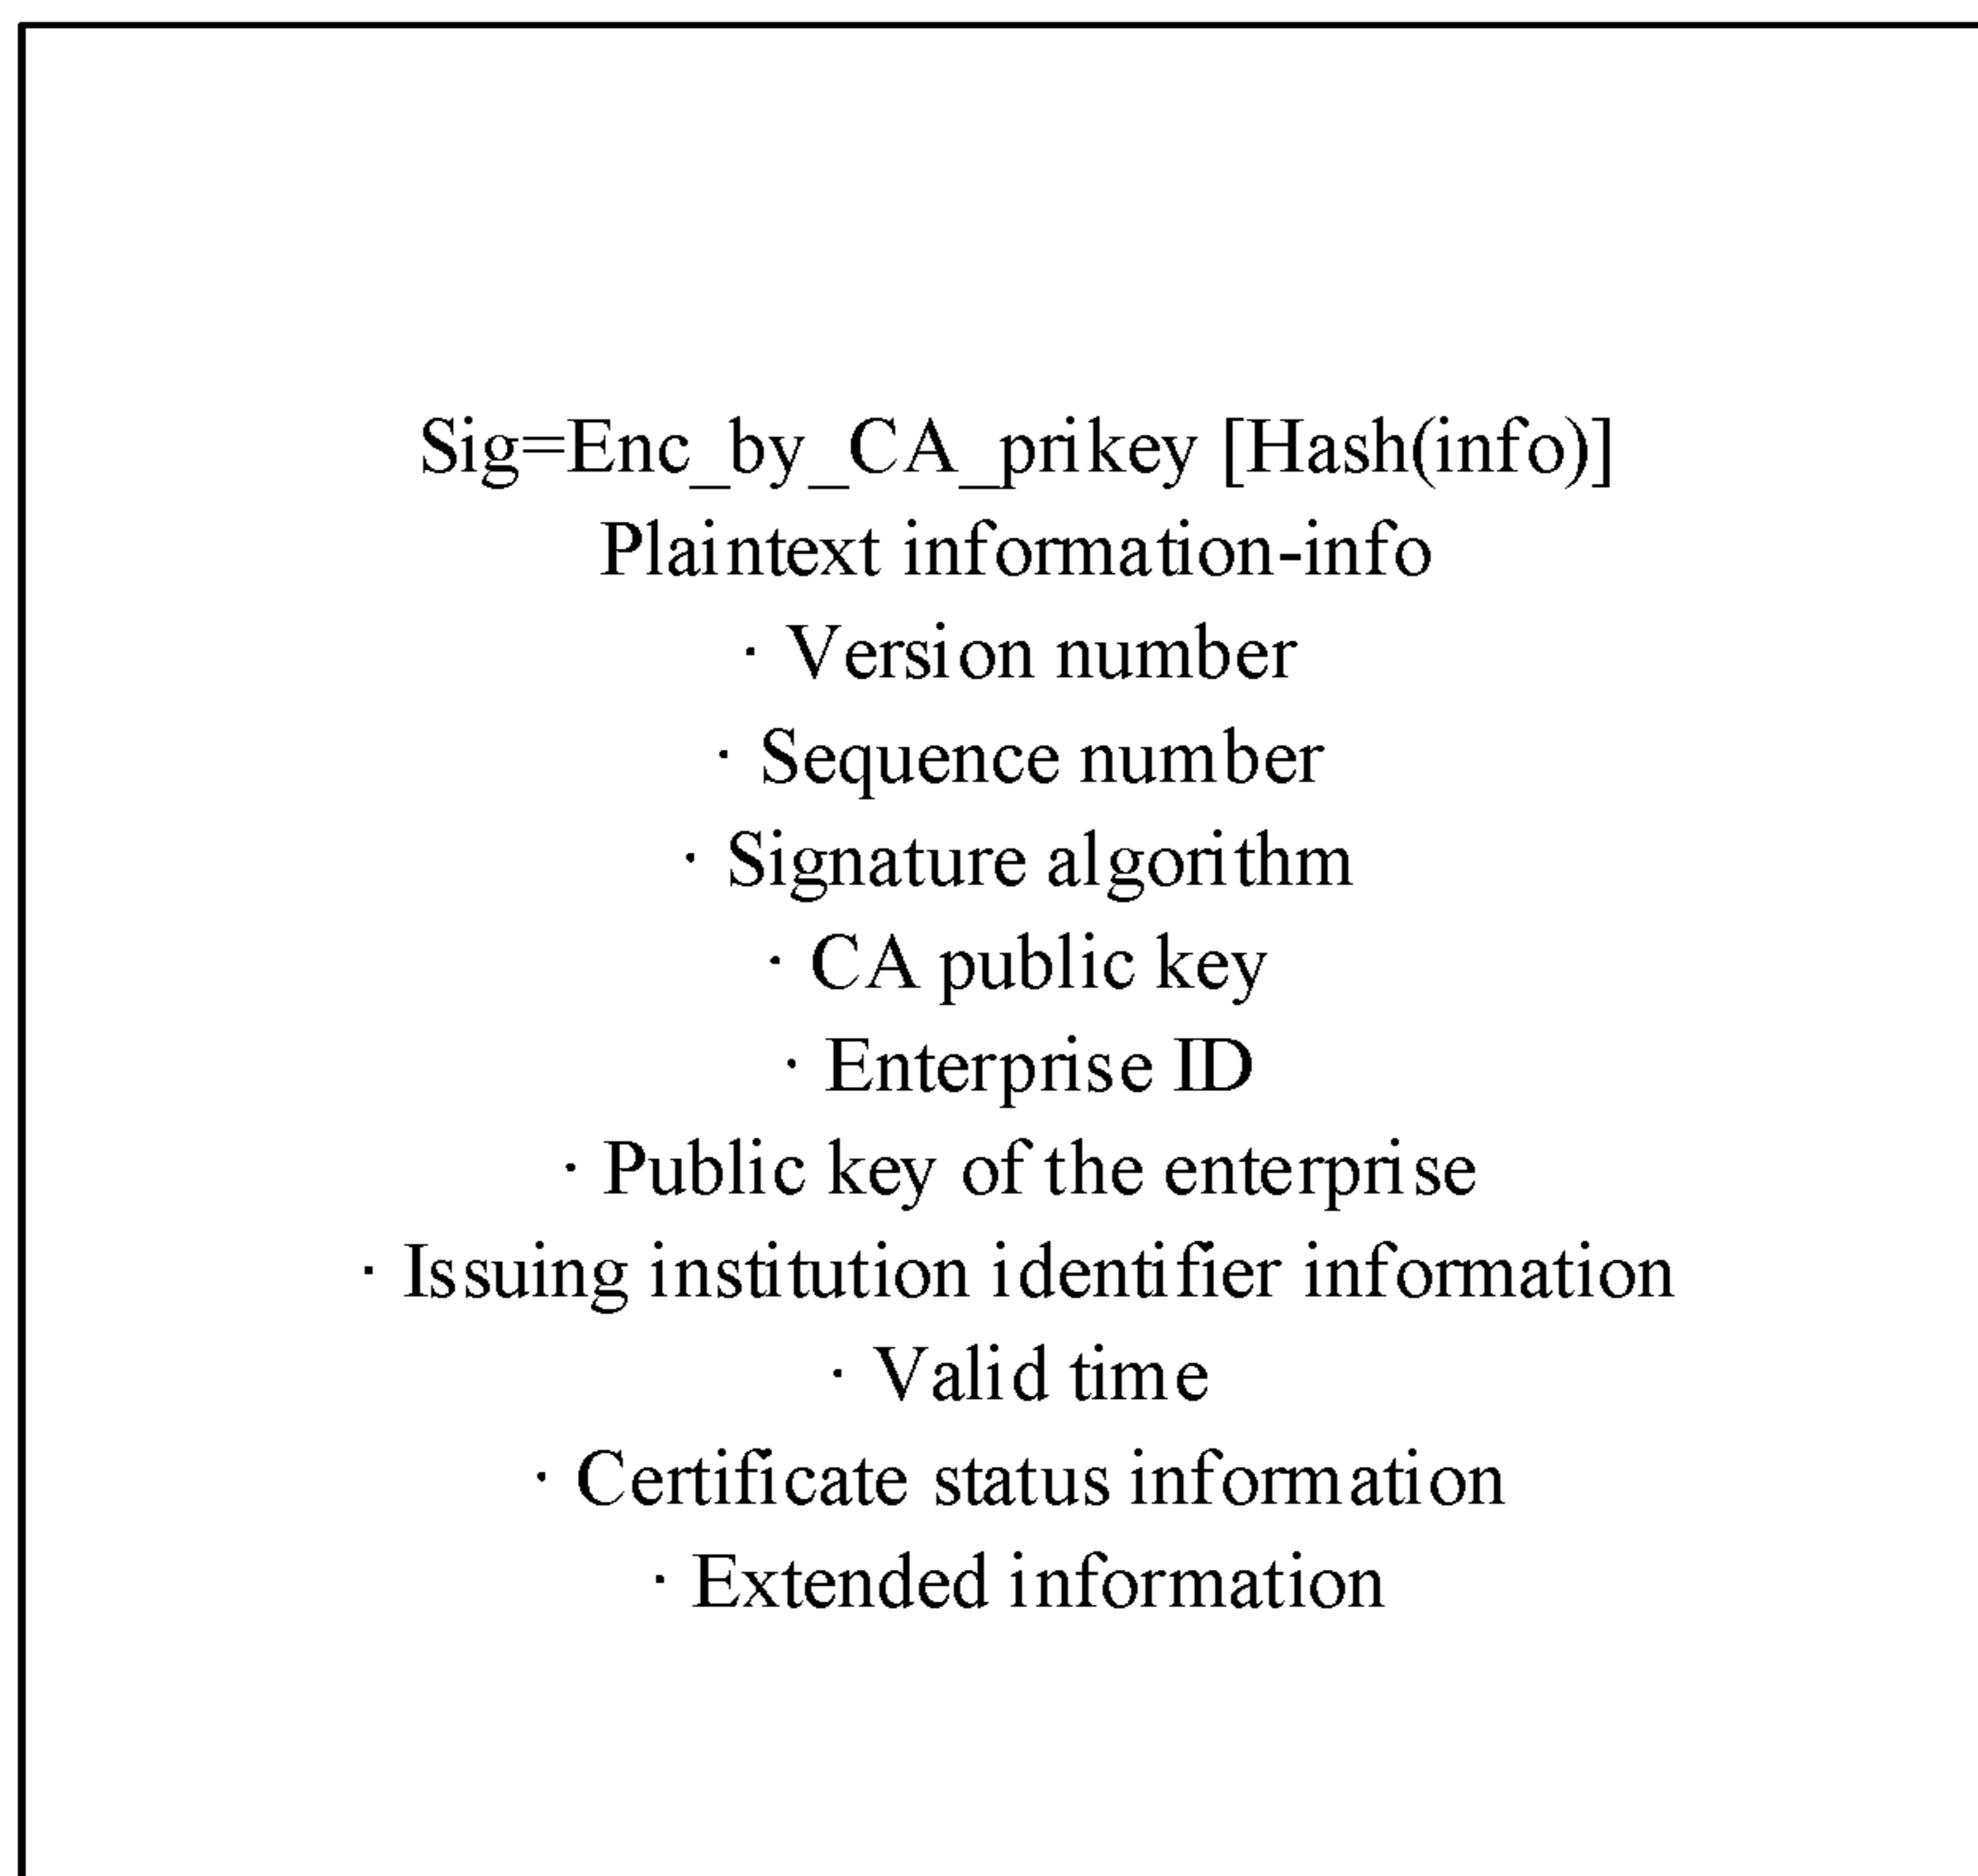 Sig=Enc_by_CA_prikey [Hash(info)]
Plaintext information-info
· Version number
· Sequence number
· Signature algorithm
· CA public key
· Enterprise ID
· Public key of the enterprise
· Issuing institution identifier information
· Valid time
· Certificate status information
· Extended information